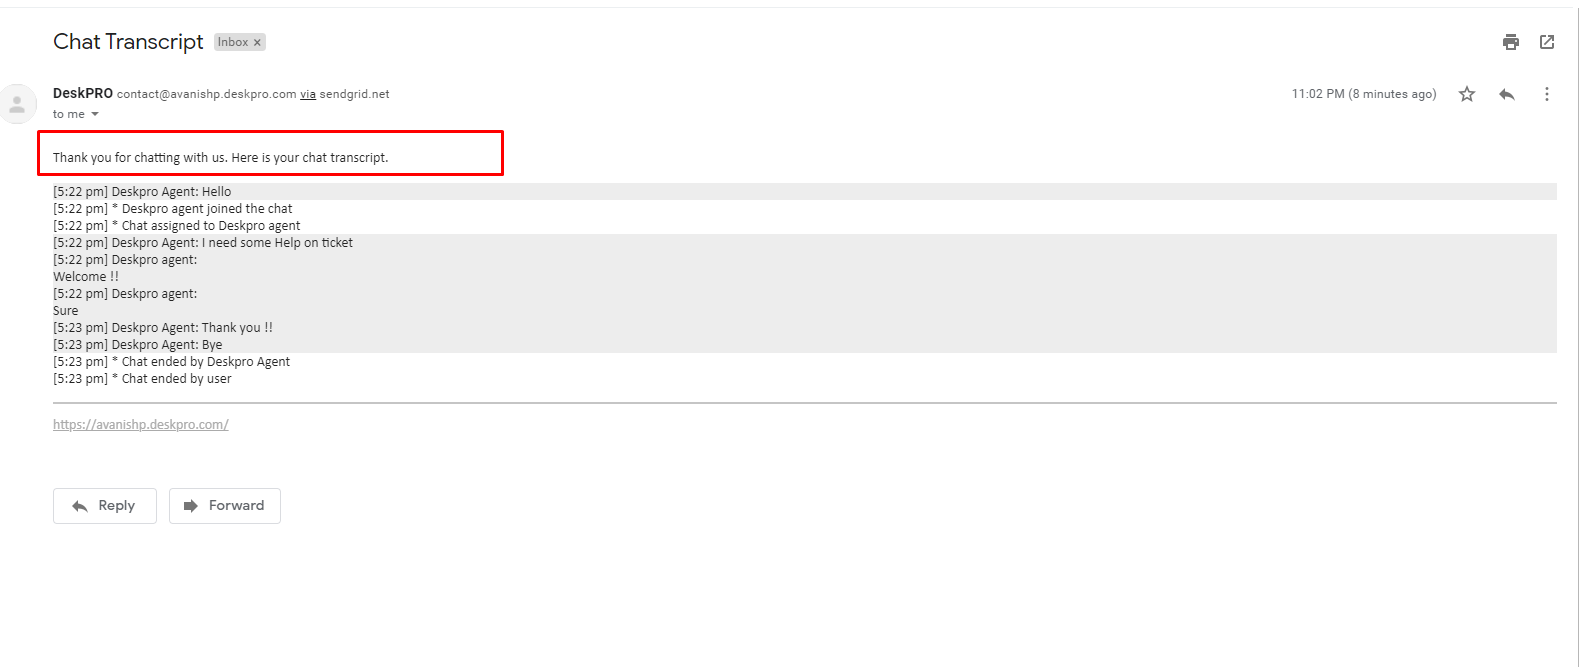 Chat Transcript Inbox ×
DeskPRO contact@avanishp.deskpro.com via sendgrid.net 11:02 PM (8 minutes ago)
to me
Thank you for chatting with us. Here is your chat transcript.
[5:22 pm] Deskpro Agent: Hello
[5:22 pm] * Deskpro agent joined the chat
[5:22 pm] * Chat assigned to Deskpro agent
[5:22 pm] Deskpro Agent: I need some Help on ticket
[5:22 pm] Deskpro agent:
Welcome !!
[5:22 pm] Deskpro agent:
Sure
[5:23 pm] Deskpro Agent: Thank you !!
[5:23 pm] Deskpro Agent: Bye
[5:23 pm] * Chat ended by Deskpro Agent
[5:23 pm] * Chat ended by user
https://avanishp.deskpro.com/
Reply Forward